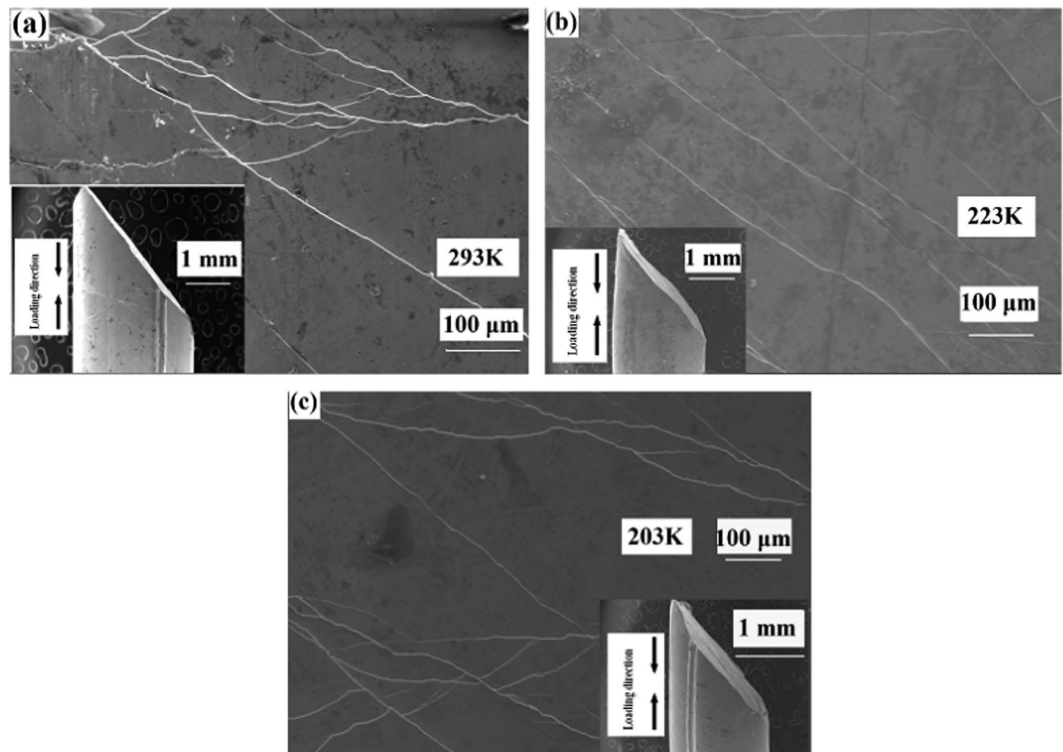 (a)
Loading direction
1 mm
293K
100 μm
(b)
Loading direction
1 mm
223K
100 μm
(c)
203K
100 μm
Loading direction
1 mm